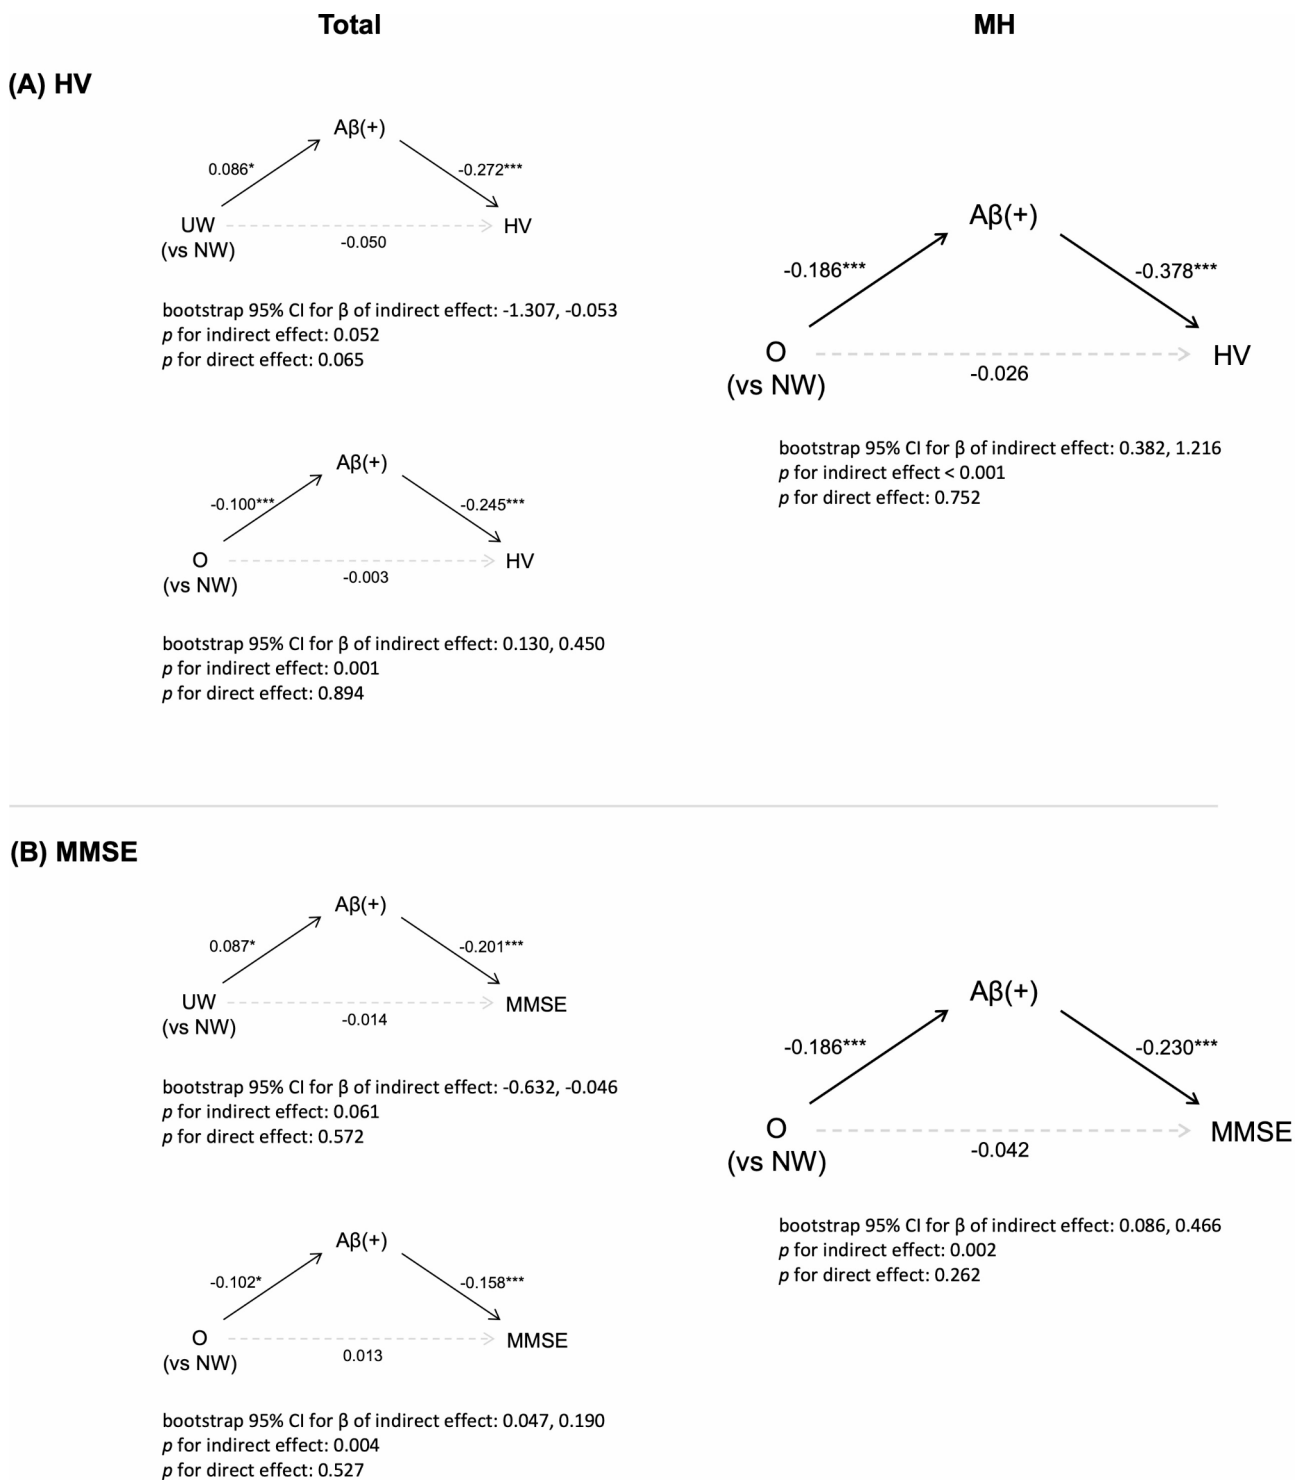 Total
MH
(A) HV
Aβ(+)
0.086*
-0.272***
UW
(vs NW)
HV
-0.050
bootstrap 95% CI for β of indirect effect: -1.307, -0.053
p for indirect effect: 0.052
p for direct effect: 0.065
Aβ(+)
-0.100***
-0.245***
O
(vs NW)
HV
-0.003
bootstrap 95% CI for β of indirect effect: 0.130, 0.450
p for indirect effect: 0.001
p for direct effect: 0.894
Aβ(+)
-0.186***
-0.378***
O
(vs NW)
HV
-0.026
bootstrap 95% CI for β of indirect effect: 0.382, 1.216
p for indirect effect < 0.001
p for direct effect: 0.752
(B) MMSE
Aβ(+)
0.087*
-0.201***
UW
(vs NW)
MMSE
-0.014
bootstrap 95% CI for β of indirect effect: -0.632, -0.046
p for indirect effect: 0.061
p for direct effect: 0.572
Aβ(+)
-0.102*
-0.158***
O
(vs NW)
MMSE
0.013
bootstrap 95% CI for β of indirect effect: 0.047, 0.190
p for indirect effect: 0.004
p for direct effect: 0.527
Aβ(+)
-0.186***
-0.230***
O
(vs NW)
MMSE
-0.042
bootstrap 95% CI for β of indirect effect: 0.086, 0.466
p for indirect effect: 0.002
p for direct effect: 0.262